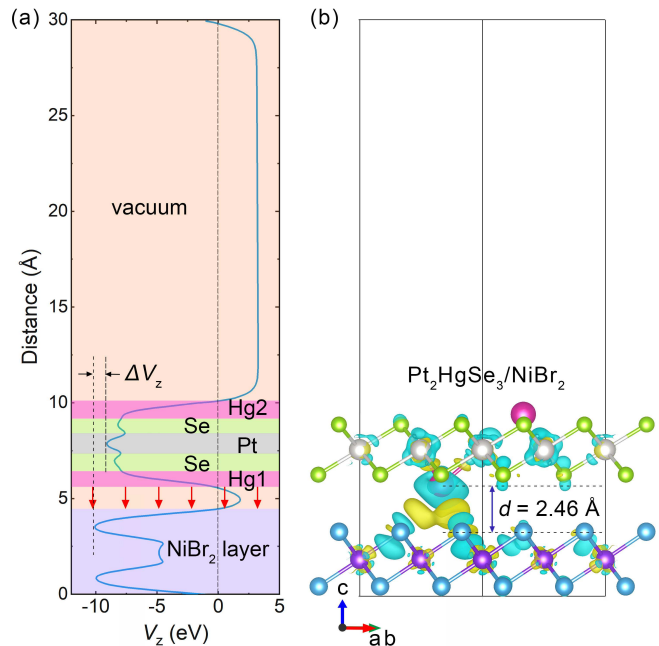 (a)
30
25
20
15
10
5
0
Distance (Å)
vacuum
ΔVz
Hg2
Se
Pt
Se
Hg1
NiBr2 layer
-10 -5 0 5
Vz (eV)
(b)
Pt2HgSe3/NiBr2
d = 2.46 Å
c
a b